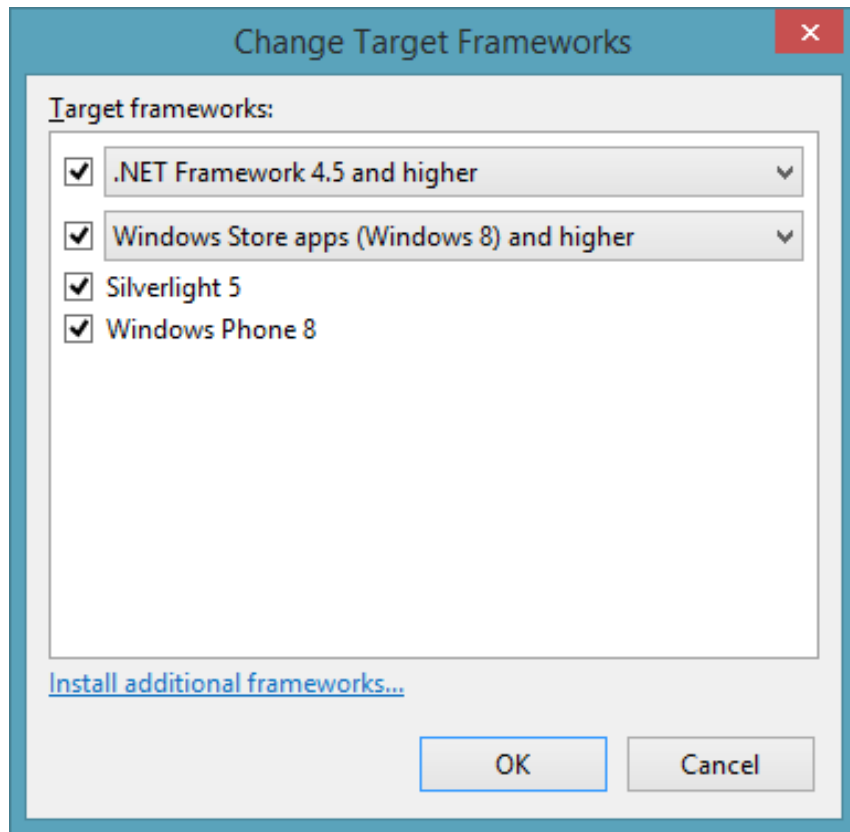 Change Target Frameworks
Target frameworks:
.NET Framework 4.5 and higher
Windows Store apps (Windows 8) and higher
Silverlight 5
Windows Phone 8
Install additional frameworks...
OK
Cancel